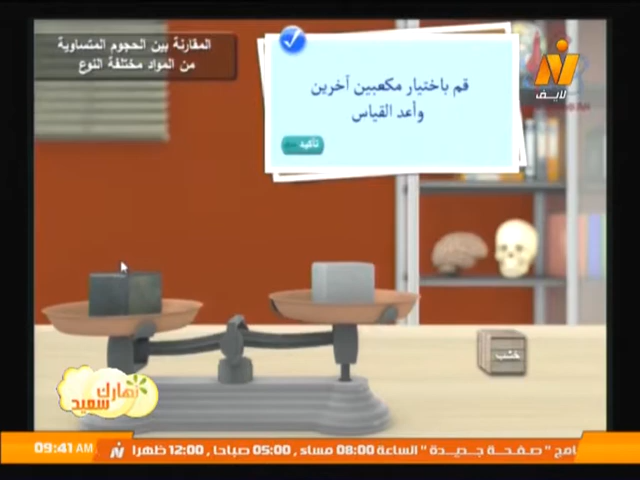 المقارنة بين الحجوم المتساوية
من المواد مختلفة النوع
قم باختيار مكعبين آخرين
وأعد القياس
تأكيد
لايف
خشب
نهارك
سعيد
09:41 AM
امج " صفحة جديدة " الساعة 08:00 مساء , 05:00 صباحا , 12:00 ظهرا